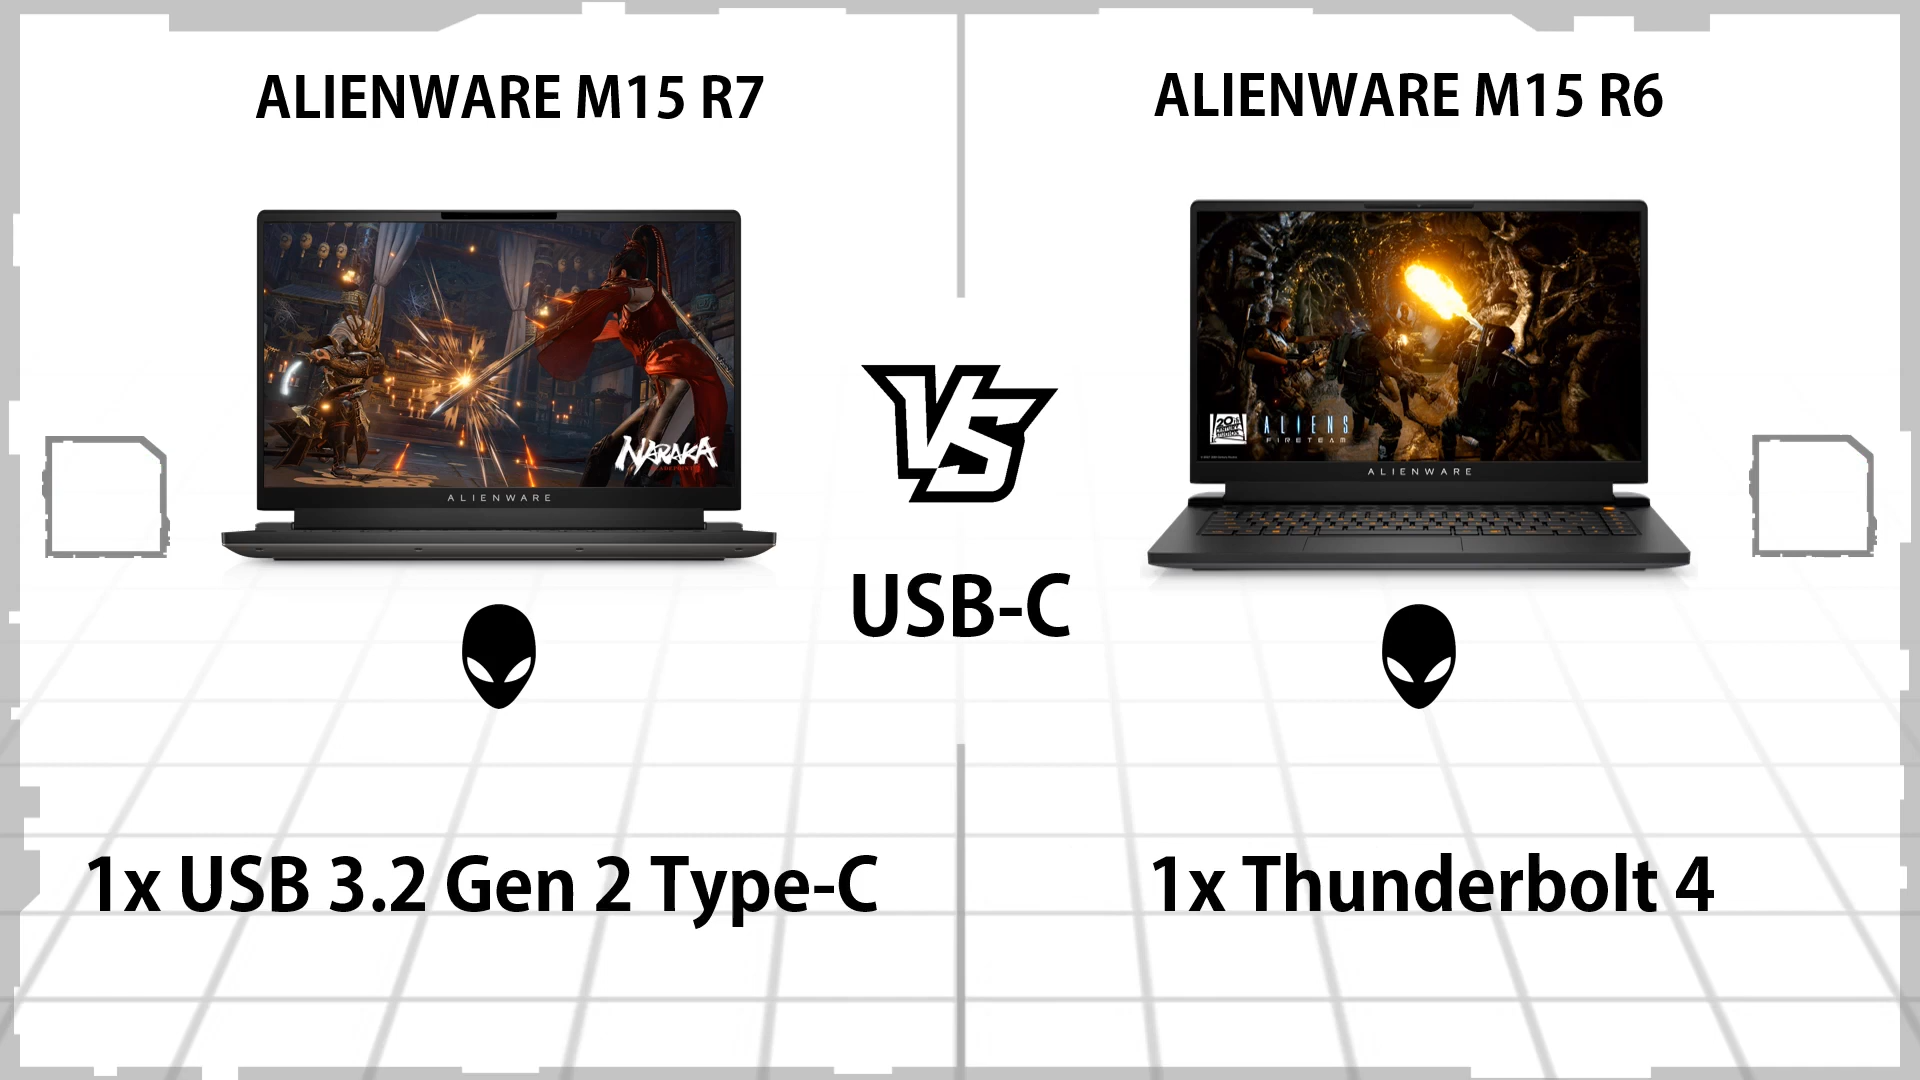 ALIENWARE M15 R7
ALIENWARE M15 R6
NARAKA
ALIENWARE
20th
ALIENS
FIRETEAM
ALIENWARE
VS
USB-C
1x USB 3.2 Gen 2 Type-C
1x Thunderbolt 4